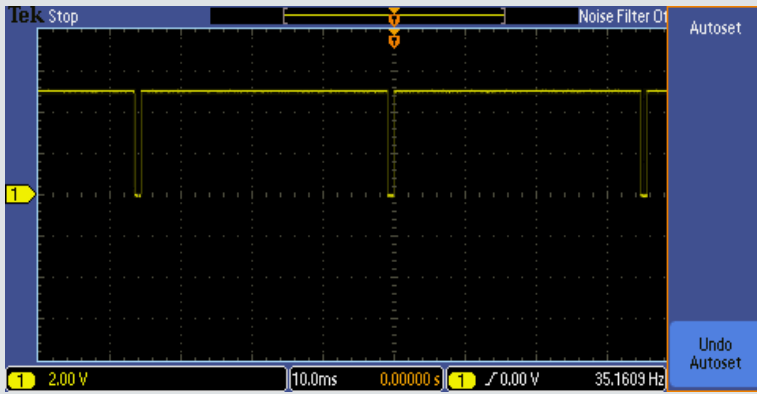 Tek Stop
Noise Filter Of
Autoset
T
T
1
Undo
Autoset
1 2.00 V
10.0ms 0.00000 s
1 / 0.00 V 35.1609 Hz